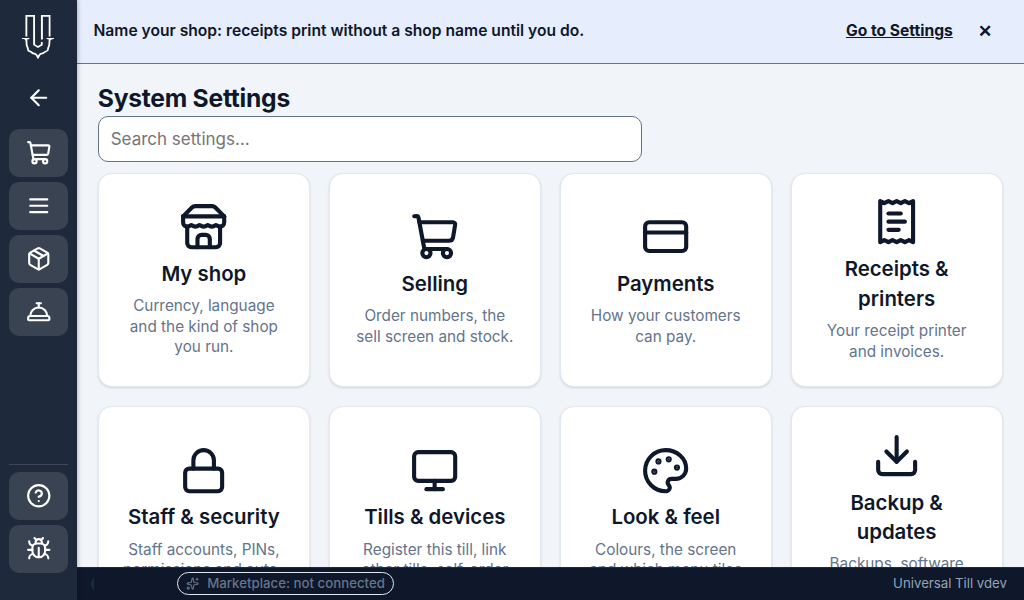 Name your shop: receipts print without a shop name until you do.
Go to Settings
System Settings
Search settings...
My shop
Currency, language
and the kind of shop
you run.
Selling
Order numbers, the
sell screen and stock.
Payments
How your customers
can pay.
Receipts &
printers
Your receipt printer
and invoices.
Staff & security
Staff accounts, PINs,
Tills & devices
Register this till, link
Look & feel
Colours, the screen
Backup &
updates
Backups, software
Marketplace: not connected
Universal Till vdev